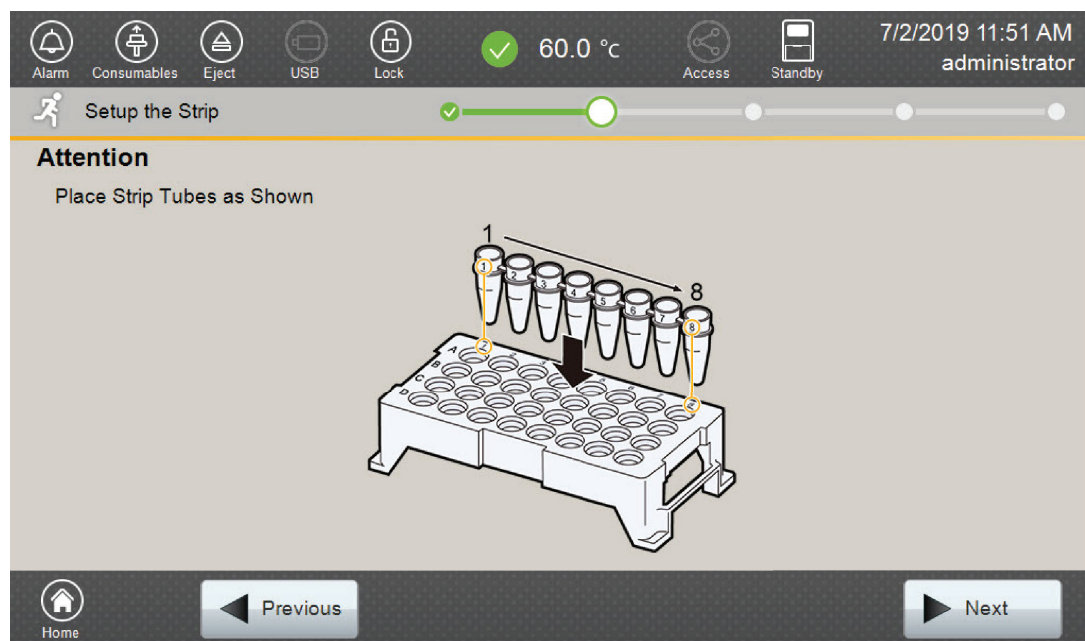 Alarm Consumables Eject USB Lock 60.0 °c Access Standby 7/2/2019 11:51 AM
administrator
Setup the Strip
Attention
Place Strip Tubes as Shown
1
1 2 3 4 5 6 7 8
8
A
B
C
D
Previous
Next
Home